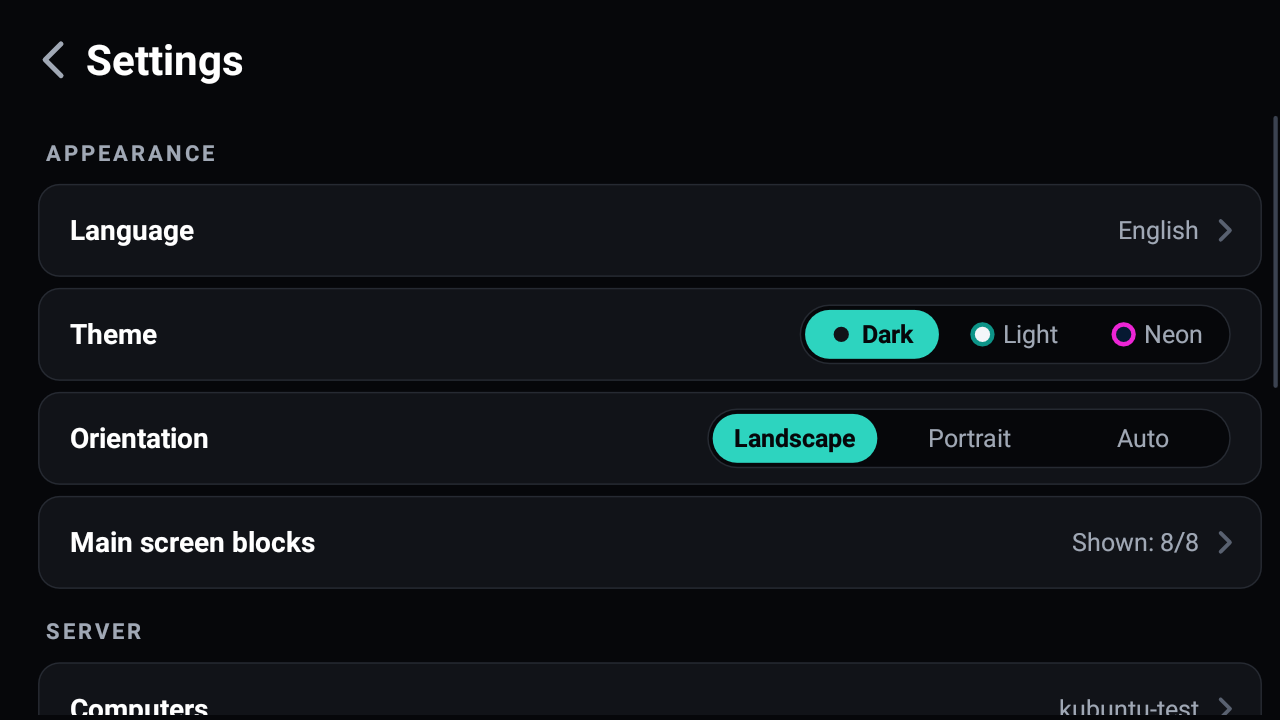 Settings
APPEARANCE
Language English
Theme Dark Light Neon
Orientation Landscape Portrait Auto
Main screen blocks Shown: 8/8
SERVER
Computers kubuntu-test